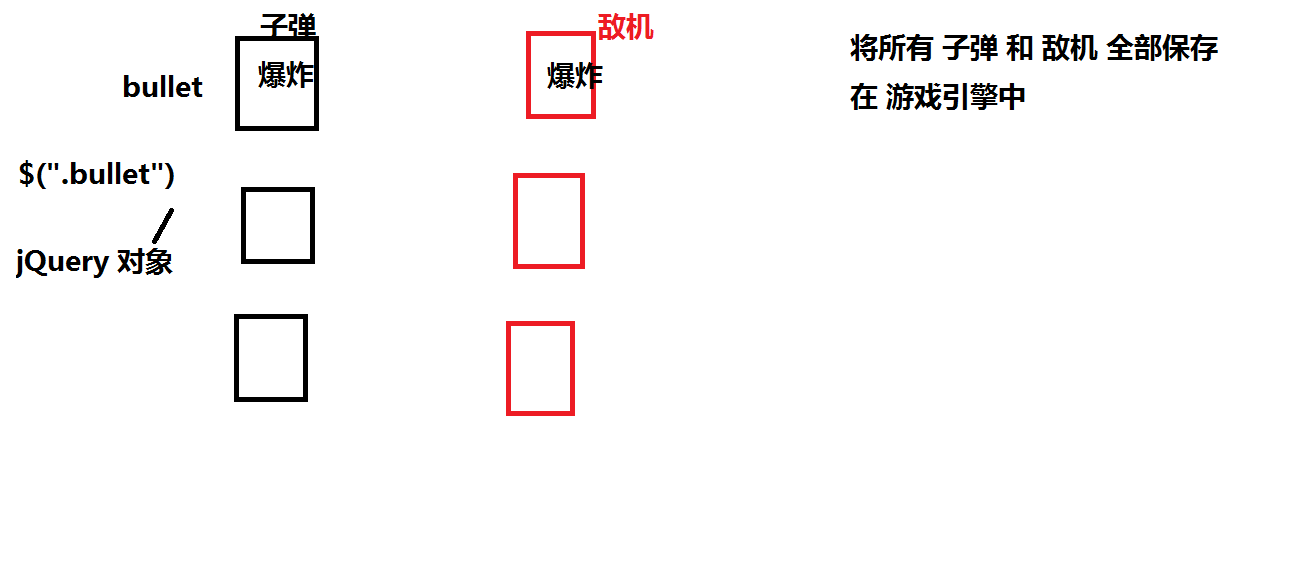 子弹
敌机
爆炸
爆炸
bullet
$(".bullet")
jQuery 对象
将所有 子弹 和 敌机 全部保存
在 游戏引擎中